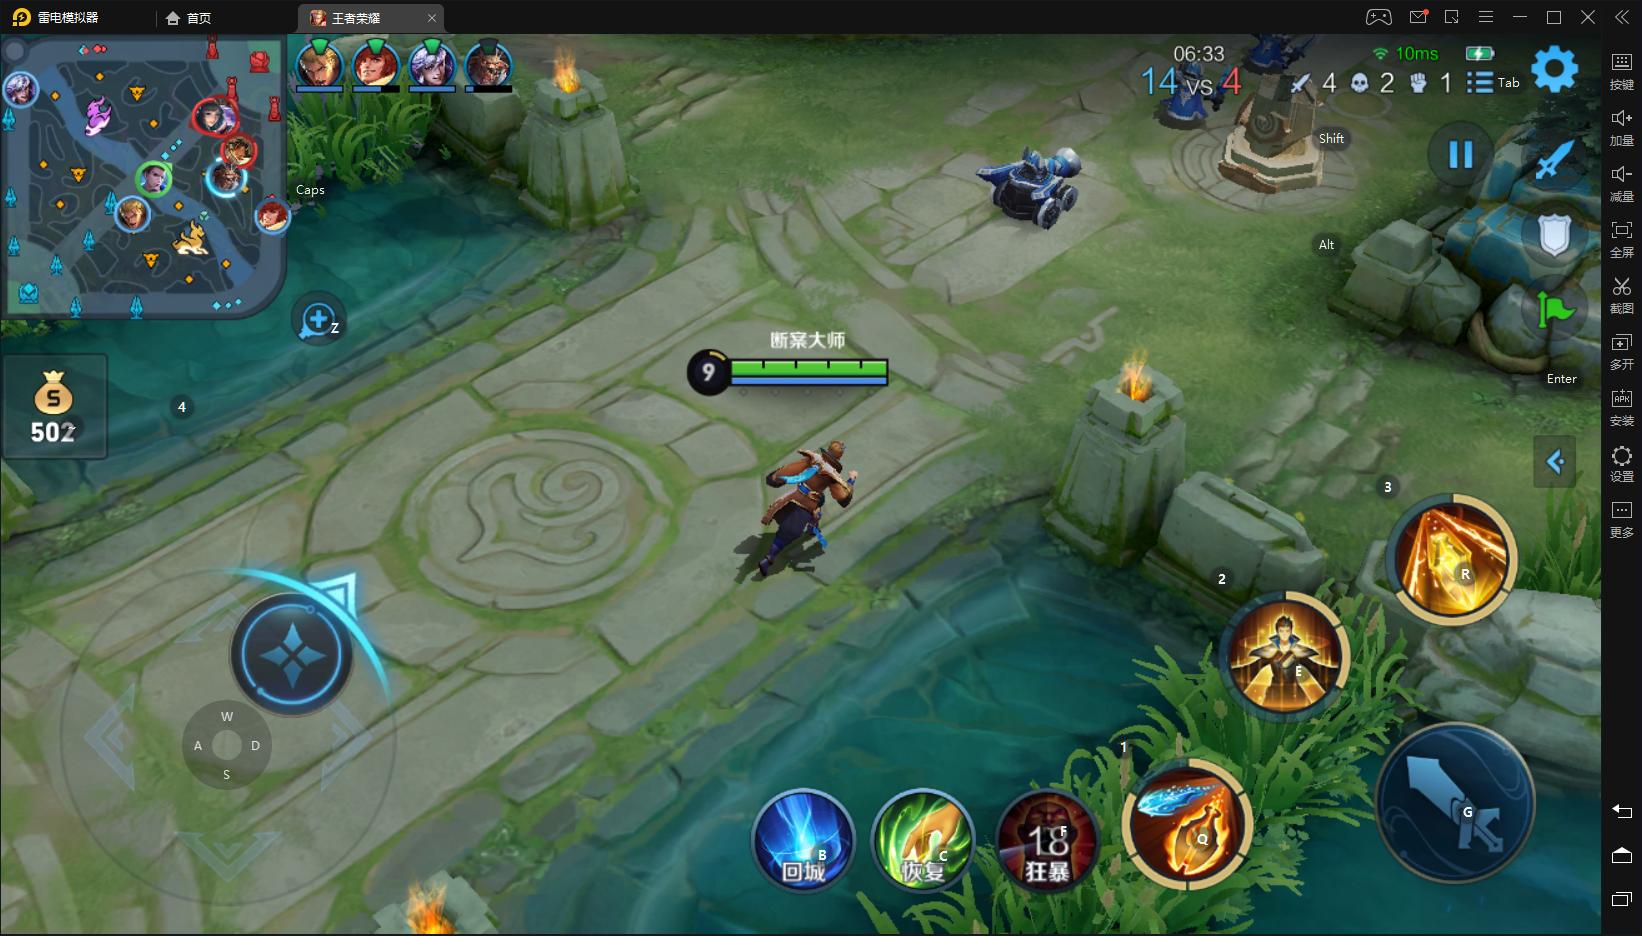 雷电模拟器
首页
王者荣耀
06:33
10ms
14 vs 4
4
2
1
Tab
Shift
Alt
Enter
Caps
Z
502
4
断案大师
9
3
R
2
E
1
Q
G
W
A
D
S
B
回城
C
恢复
18
F
狂暴
按键
加量
减量
全屏
截图
多开
APK
安装
设置
更多